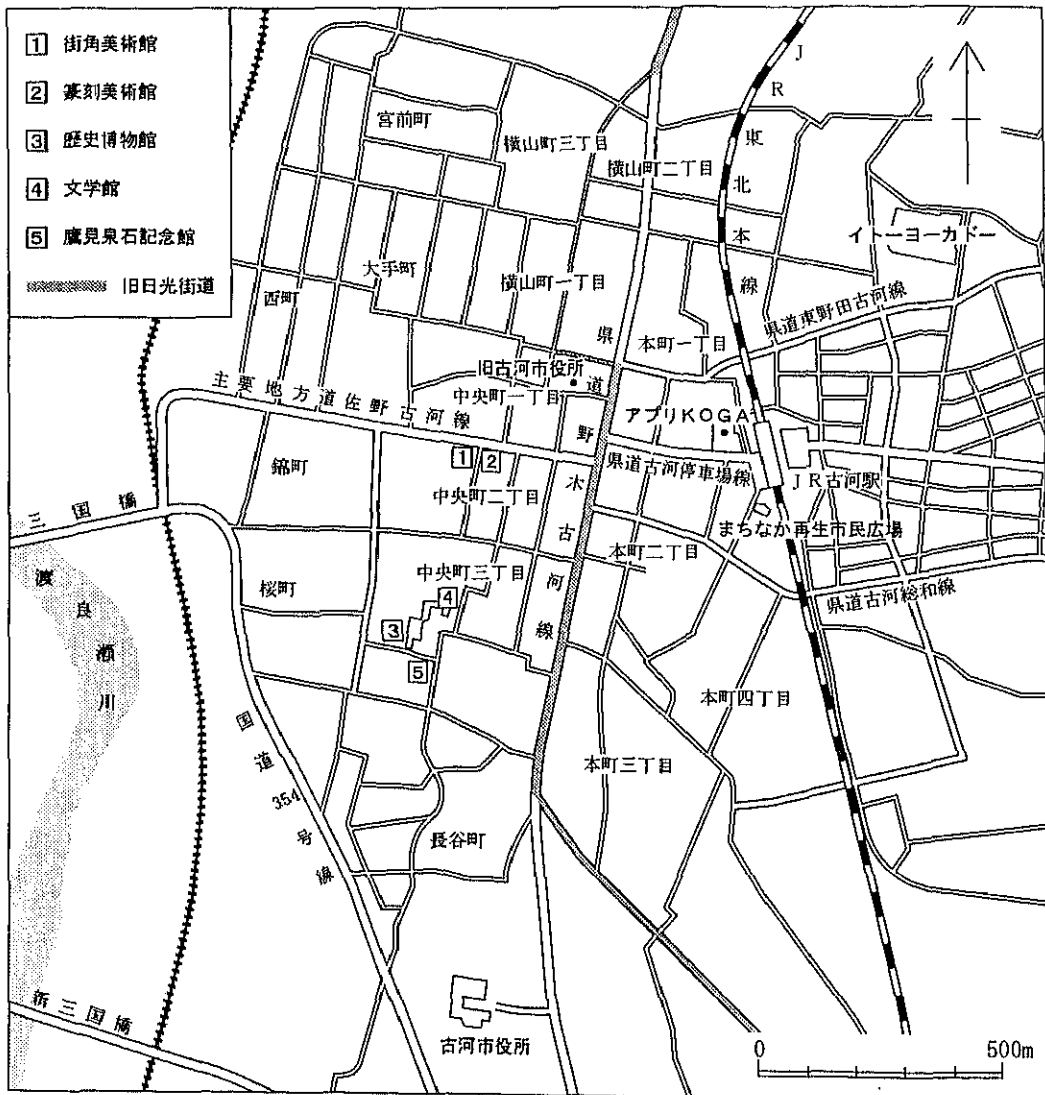 1 街角美術館
2 篆刻美術館
3 歴史博物館
4 文学館
5 鷹見泉石記念館
旧日光街道
JR東北本線
宮前町
横山町三丁目
横山町二丁目
イトーヨーカドー
大手町
西町
横山町一丁目
県道野木古河線
本町一丁目
県道東野田古河線
旧古河市役所
中央町一丁目
主要地方道佐野古河線
アプリKOGA
1
2
錦町
中央町二丁目
県道古河停車場線
JR古河駅
三国橋
まちなか再生市民広場
本町二丁目
中央町三丁目
県道古河総和線
渡良瀬川
桜町
4
3
5
本町四丁目
国道354号線
本町三丁目
長谷町
新三国橋
古河市役所
0 500m